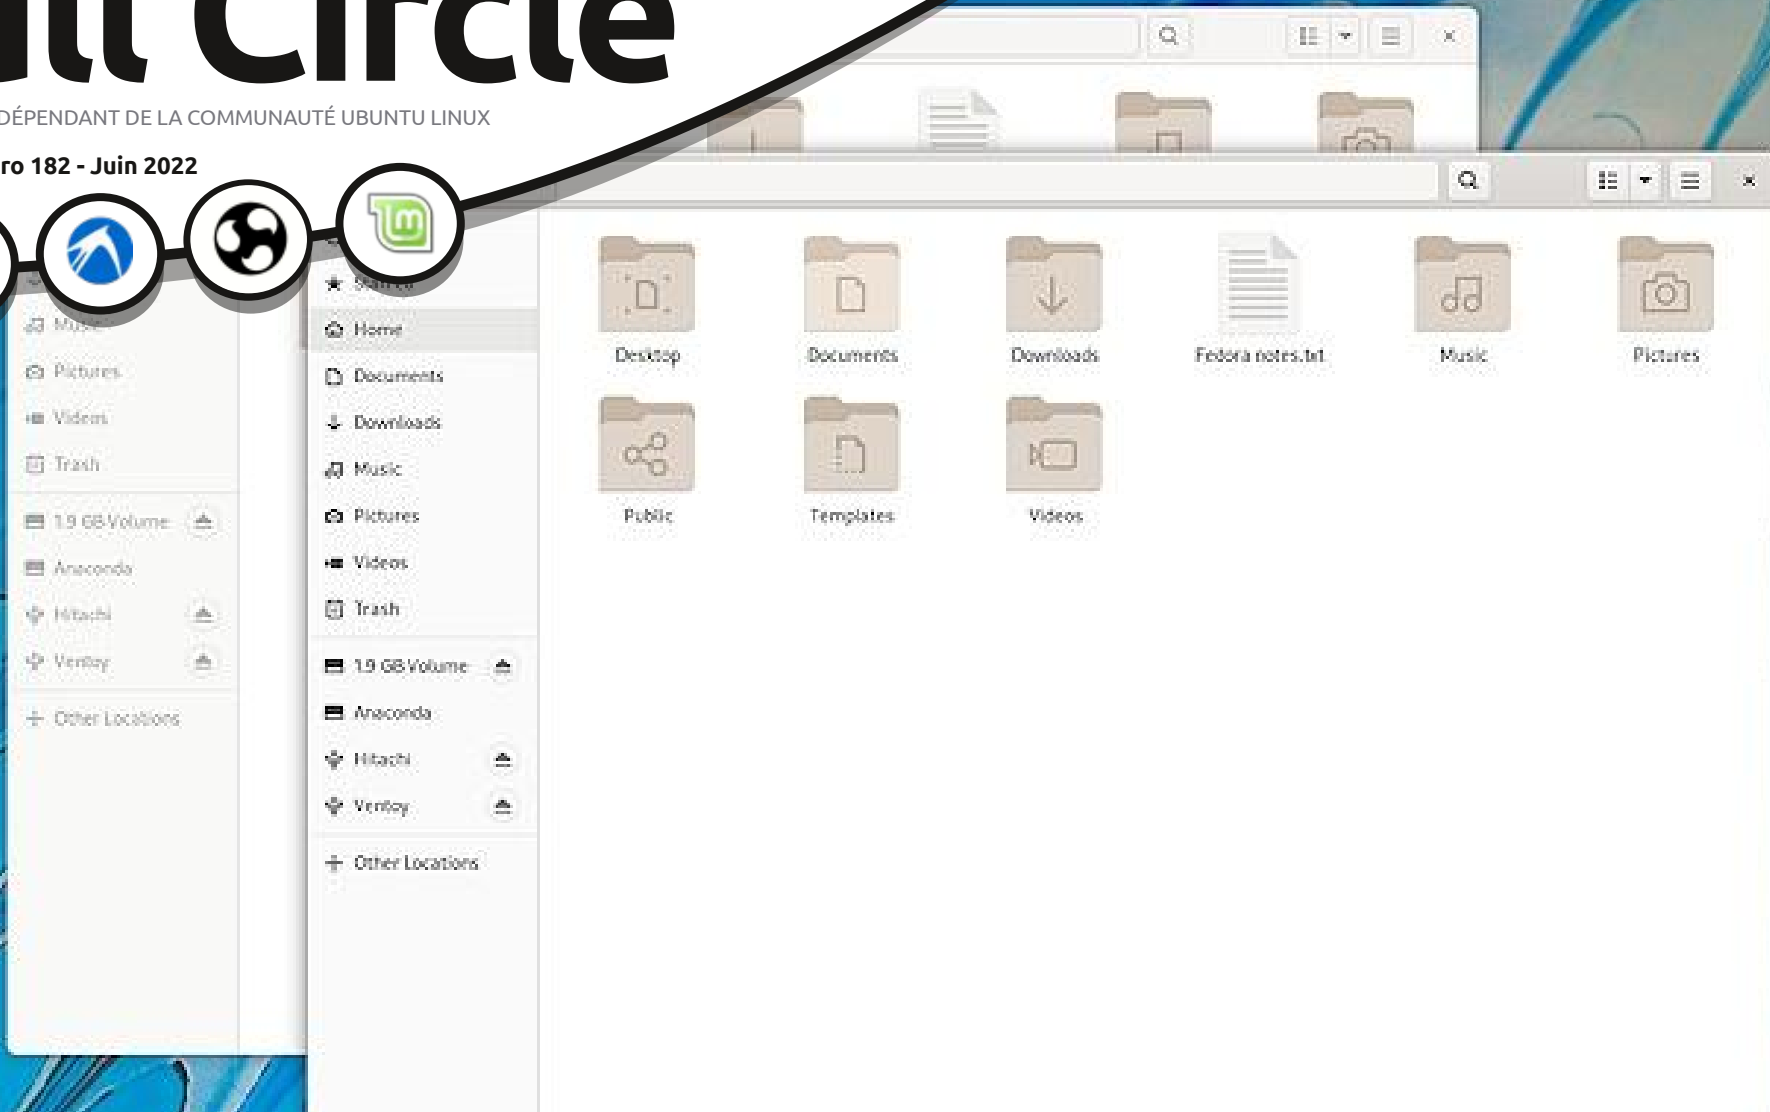 ull Circle
DÉPENDANT DE LA COMMUNAUTÉ UBUNTU LINUX
ro 182 - Juin 2022
Music
Pictures
Videos
Trash
1.9 GB Volume
Anaconda
Hitachi
Ventoy
Other Locations
Home
Documents
Downloads
Music
Pictures
Videos
Trash
1.9 GB Volume
Anaconda
Hitachi
Ventoy
Other Locations
Desktop Documents Downloads Fedora notes.txt Music Pictures
Public Templates Videos